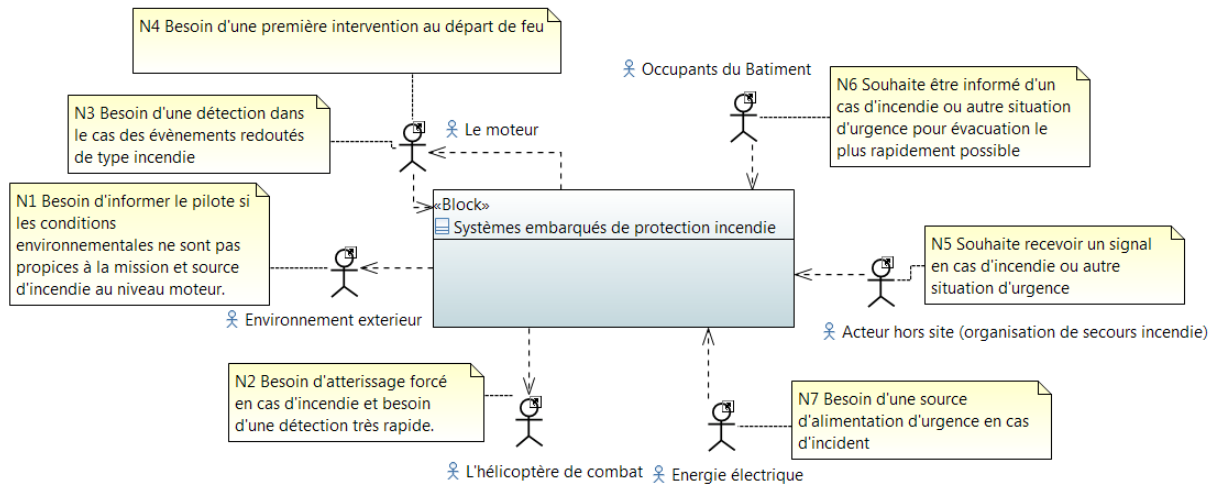 N4 Besoin d'une première intervention au départ de feu
Occupants du Batiment
N6 Souhaite être informé d'un
cas d'incendie ou autre situation
d'urgence pour évacuation le
plus rapidement possible
N3 Besoin d'une détection dans
le cas des évènements redoutés
de type incendie
Le moteur
N1 Besoin d'informer le pilote si
les conditions
environnementales ne sont pas
propices à la mission et source
d'incendie au niveau moteur.
«Block»
Systèmes embarqués de protection incendie
N5 Souhaite recevoir un signal
en cas d'incendie ou autre
situation d'urgence
Environnement exterieur
Acteur hors site (organisation de secours incendie)
N2 Besoin d'atterissage forcé
en cas d'incendie et besoin
d'une détection très rapide.
N7 Besoin d'une source
d'alimentation d'urgence en cas
d'incident
L'hélicoptère de combat
Energie électrique